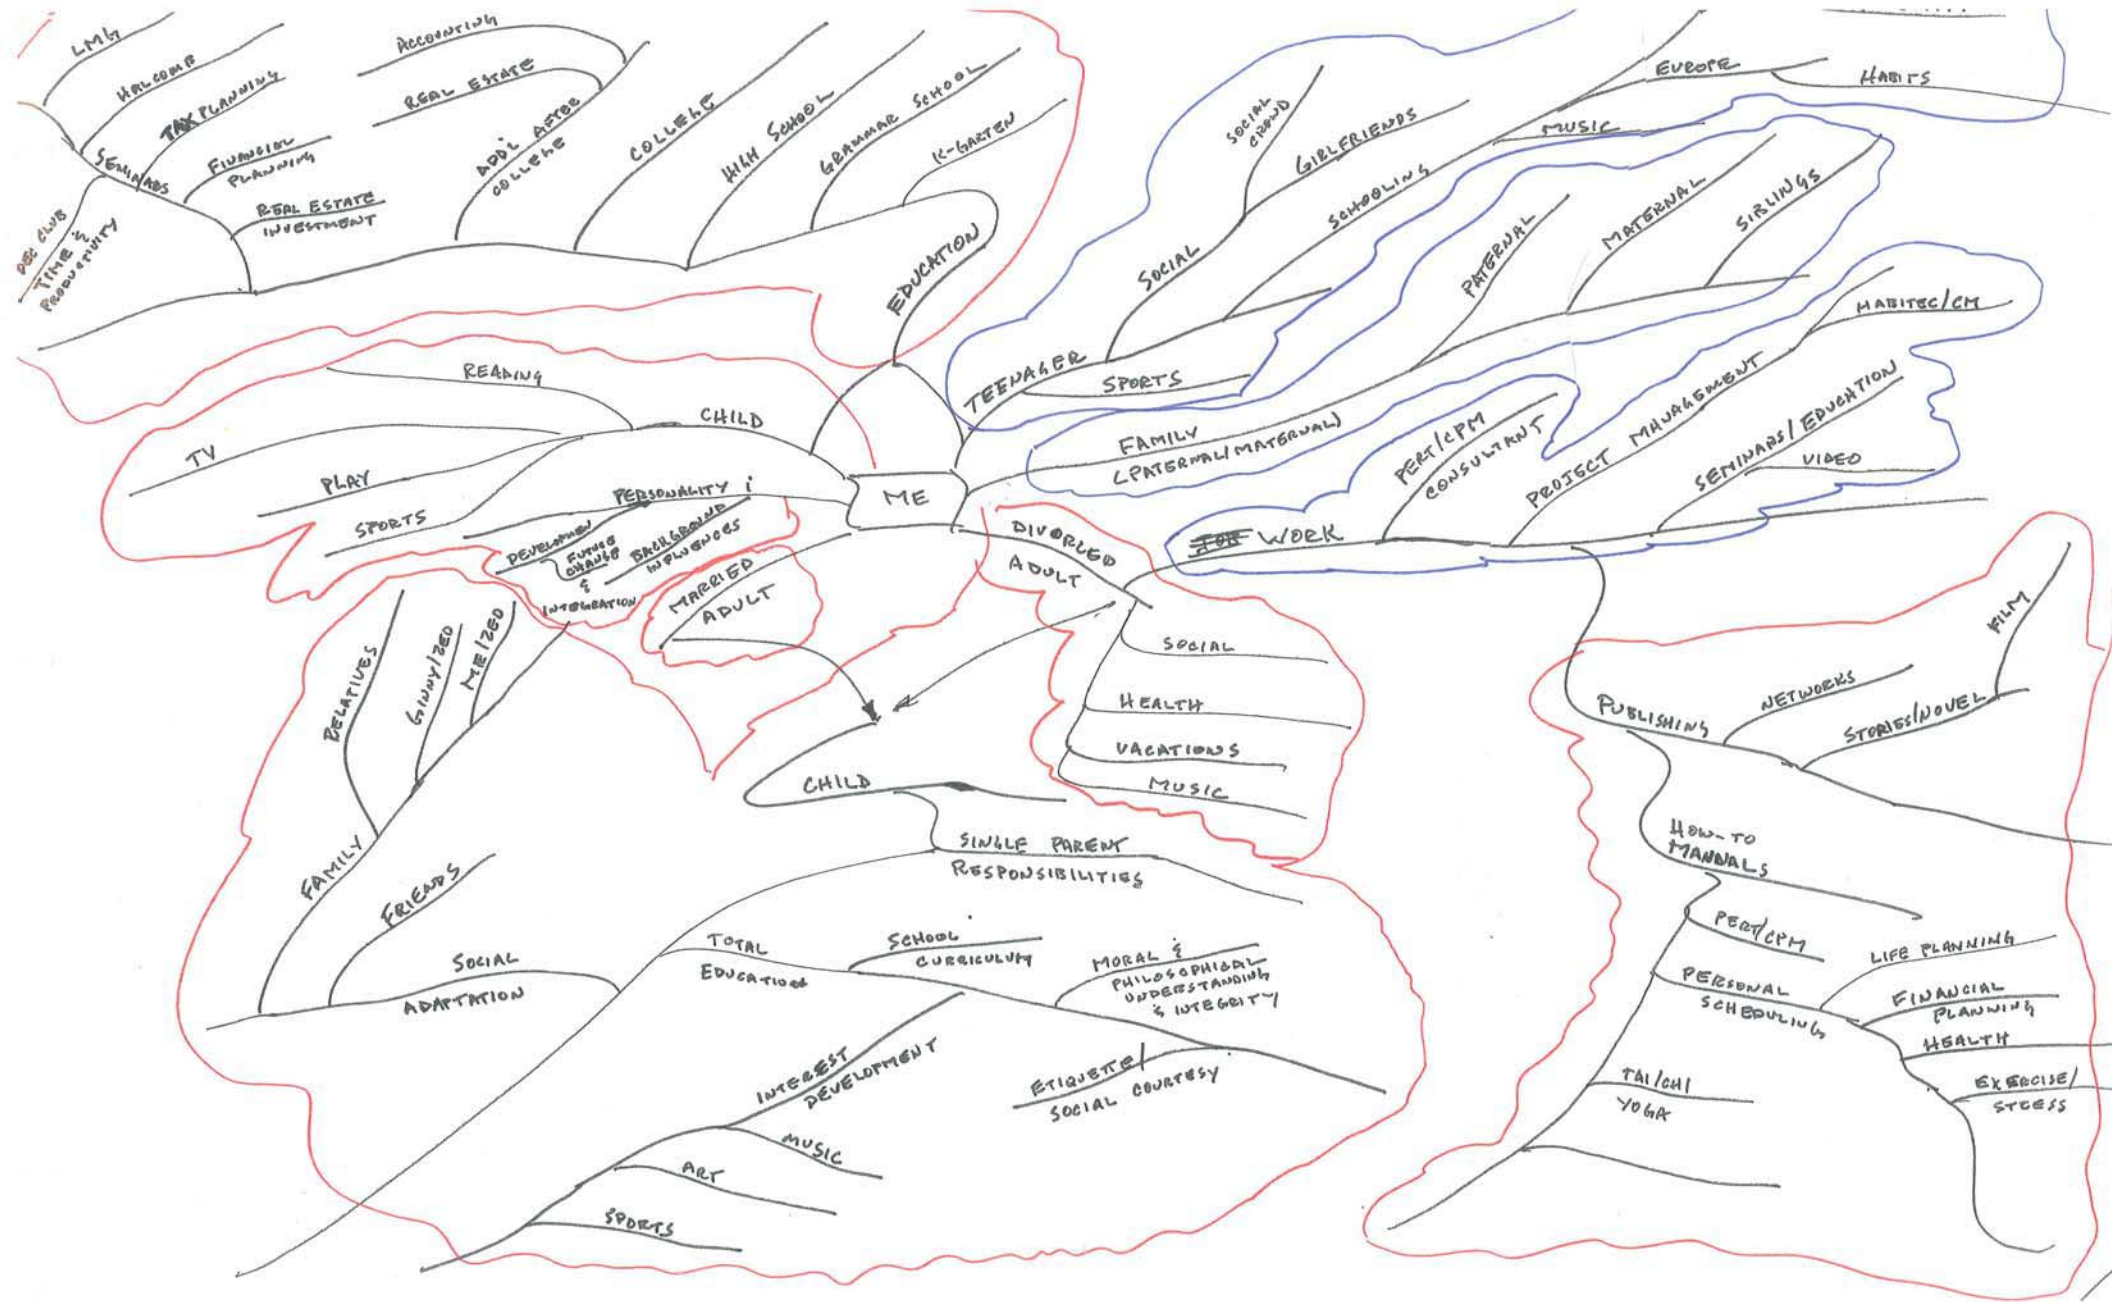 LMG
HALCOMB
TAX PLANNING
SEMINARS
FINANCIAL
PLANNING
REAL ESTATE
INVESTMENT
DEC CLUB
TIME &
PRODUCTIVITY
ACCOUNTING
REAL ESTATE
ADD'L AFTER
COLLEGE
COLLEGE
HIGH SCHOOL
GRAMMAR SCHOOL
K-GARTEN
EDUCATION
SOCIAL
CROWD
GIRLFRIENDS
SOCIAL
SCHOOLING
MUSIC
EUROPE
HABITS
TEENAGER
SPORTS
PATERNAL
MATERNAL
SIBLINGS
FAMILY
(PATERNAL/MATERNAL)
READING
CHILD
TV
PLAY
SPORTS
PERSONALITY &
DEVELOPMEN
FUTURE
CHANGE
&
INTEGRATION
BACKGROUND
INFLUENCES
ME
MARRIED
ADULT
DIVORCED
ADULT
WORK
PERT/CPM
CONSULTANT
PROJECT MANAGEMENT
HABITEC/CM
SEMINARS/EDUCATION
VIDEO
SOCIAL
HEALTH
VACATIONS
MUSIC
PUBLISHING
NETWORKS
STORIES/NOVEL
FILM
HOW-TO
MANUALS
PERT/CPM
PERSONAL
SCHEDULING
LIFE PLANNING
FINANCIAL
PLANNING
HEALTH
EXERCISE/
STRESS
TAI/CHI
YOGA
RELATIVES
GINNY/ZEO
ME/ZEO
FAMILY
FRIENDS
SOCIAL
ADAPTATION
CHILD
SINGLE PARENT
RESPONSIBILITIES
TOTAL
EDUCATION
SCHOOL
CURRICULUM
MORAL &
PHILOSOPHICAL
UNDERSTANDING
& INTEGRITY
ETIQUETTE/
SOCIAL COURTESY
INTEREST
DEVELOPMENT
MUSIC
ART
SPORTS